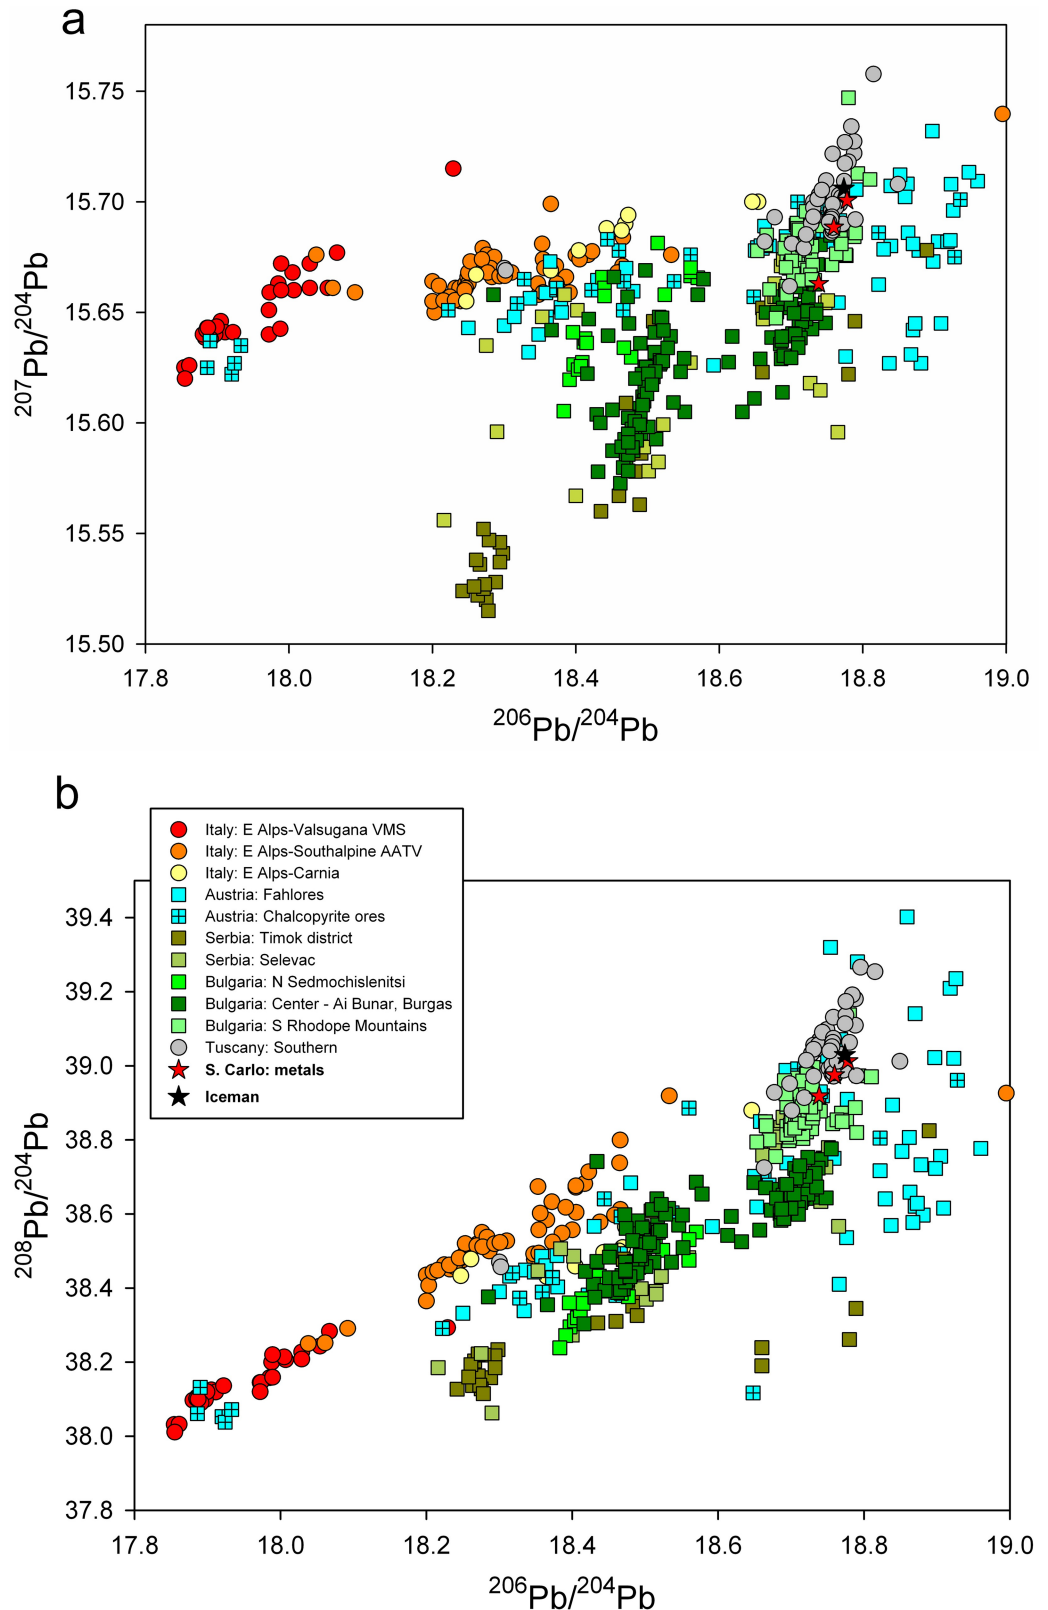 a
15.75
15.70
15.65
15.60
15.55
15.50
207Pb/204Pb
17.8 18.0 18.2 18.4 18.6 18.8 19.0
206Pb/204Pb
b
Italy: E Alps-Valsugana VMS
Italy: E Alps-Southalpine AATV
Italy: E Alps-Carnia
Austria: Fahlores
Austria: Chalcopyrite ores
Serbia: Timok district
Serbia: Selevac
Bulgaria: N Sedmochislenitsi
Bulgaria: Center - Ai Bunar, Burgas
Bulgaria: S Rhodope Mountains
Tuscany: Southern
S. Carlo: metals
Iceman
39.4
39.2
39.0
38.8
38.6
38.4
38.2
38.0
37.8
208Pb/204Pb
17.8 18.0 18.2 18.4 18.6 18.8 19.0
206Pb/204Pb